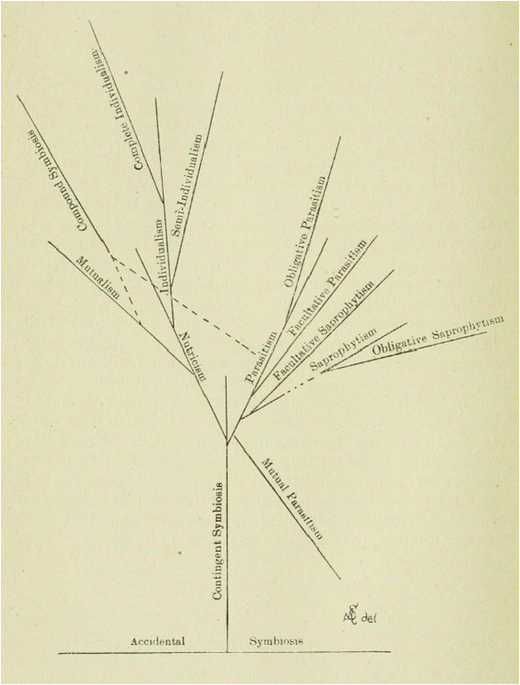 Complete Individualism
Compound Symbiosis
Semi-Individualism
Individualism
Mutualism
Nutricism
Obligative Parasitism
Facultative Parasitism
Parasitism
Facultative Saprophytism
Saprophytism
Obligative Saprophytism
Mutual Parasitism
Contingent Symbiosis
del
Accidental Symbiosis